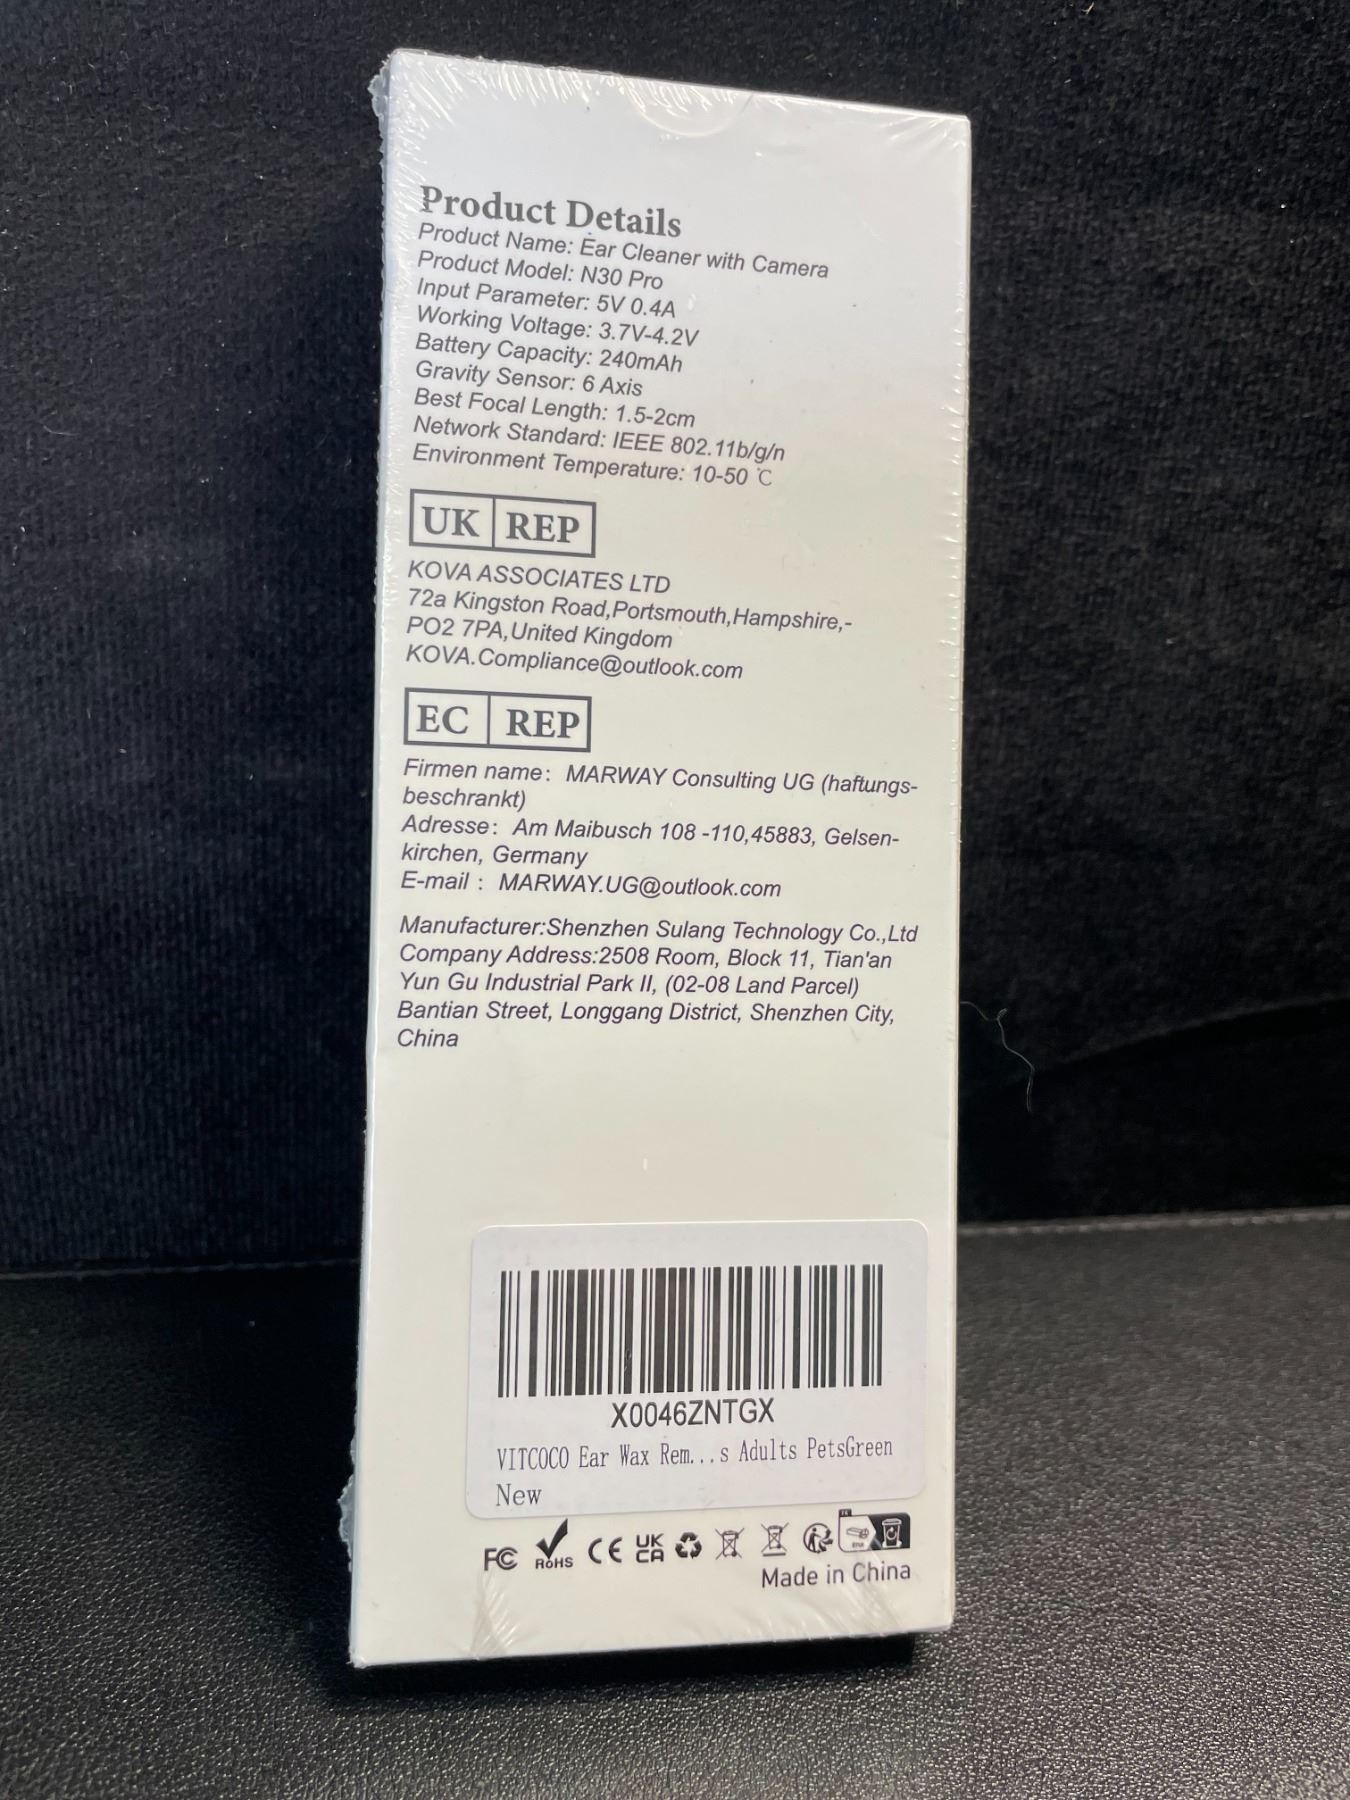 Product Details
Product Name: Ear Cleaner with Camera
Product Model: N30 Pro
Input Parameter: 5V 0.4A
Working Voltage: 3.7V-4.2V
Battery Capacity: 240mAh
Gravity Sensor: 6 Axis
Best Focal Length: 1.5-2cm
Network Standard: IEEE 802.11b/g/n
Environment Temperature: 10-50 ℃
UK REP
KOVA ASSOCIATES LTD
72a Kingston Road,Portsmouth,Hampshire,-
PO2 7PA,United Kingdom
KOVA.Compliance@outlook.com
EC REP
Firmen name： MARWAY Consulting UG (haftungs-
beschrankt)
Adresse： Am Maibusch 108 -110,45883, Gelsen-
kirchen, Germany
E-mail： MARWAY.UG@outlook.com
Manufacturer:Shenzhen Sulang Technology Co.,Ltd
Company Address:2508 Room, Block 11, Tian'an
Yun Gu Industrial Park II, (02-08 Land Parcel)
Bantian Street, Longgang District, Shenzhen City,
China
X0046ZNTGX
VITCOCO Ear Wax Rem...s Adults PetsGreen
New
FC RoHS CE UK CA
Made in China